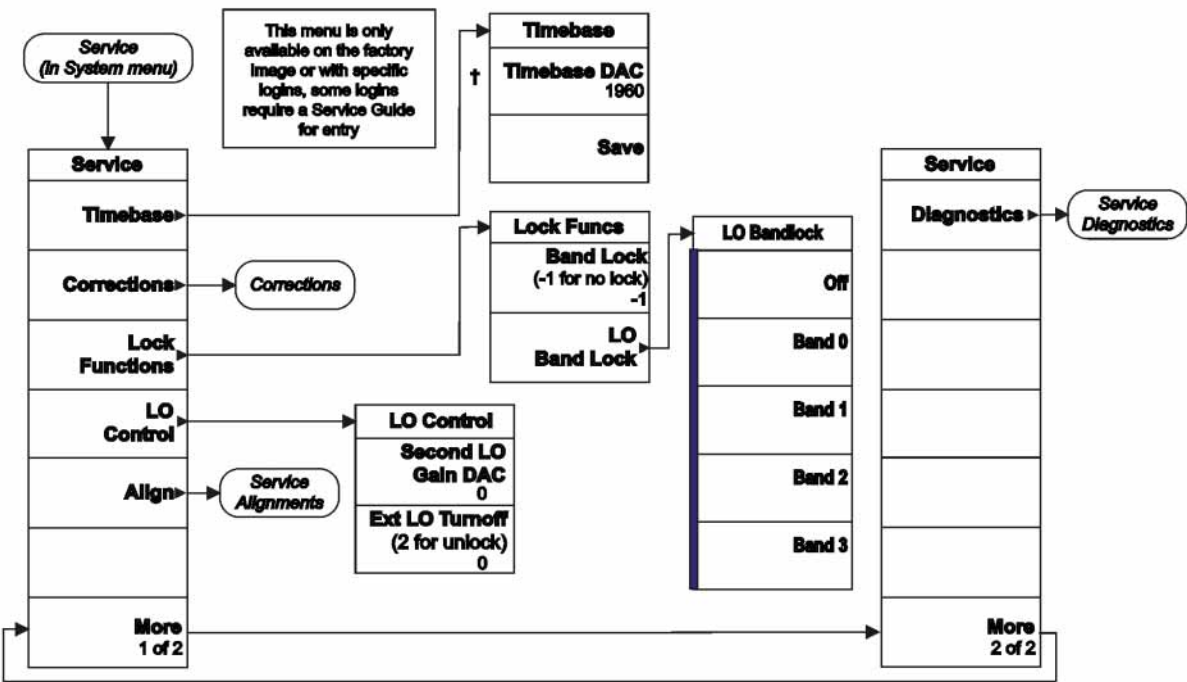 Service
(In System menu)
This menu is only
available on the factory
image or with specific
logins, some logins
require a Service Guide
for entry
Timebase
†
Timebase DAC
1960
Save
Service
Timebase
Corrections
Corrections
Lock
Functions
LO
Control
Align
Service
Alignments
More
1 of 2
Lock Funcs
Band Lock
(-1 for no lock)
-1
LO
Band Lock
LO Control
Second LO
Gain DAC
0
Ext LO Turnoff
(2 for unlock)
0
LO Bandlock
Off
Band 0
Band 1
Band 2
Band 3
Service
Diagnostics
Service
Diagnostics
More
2 of 2